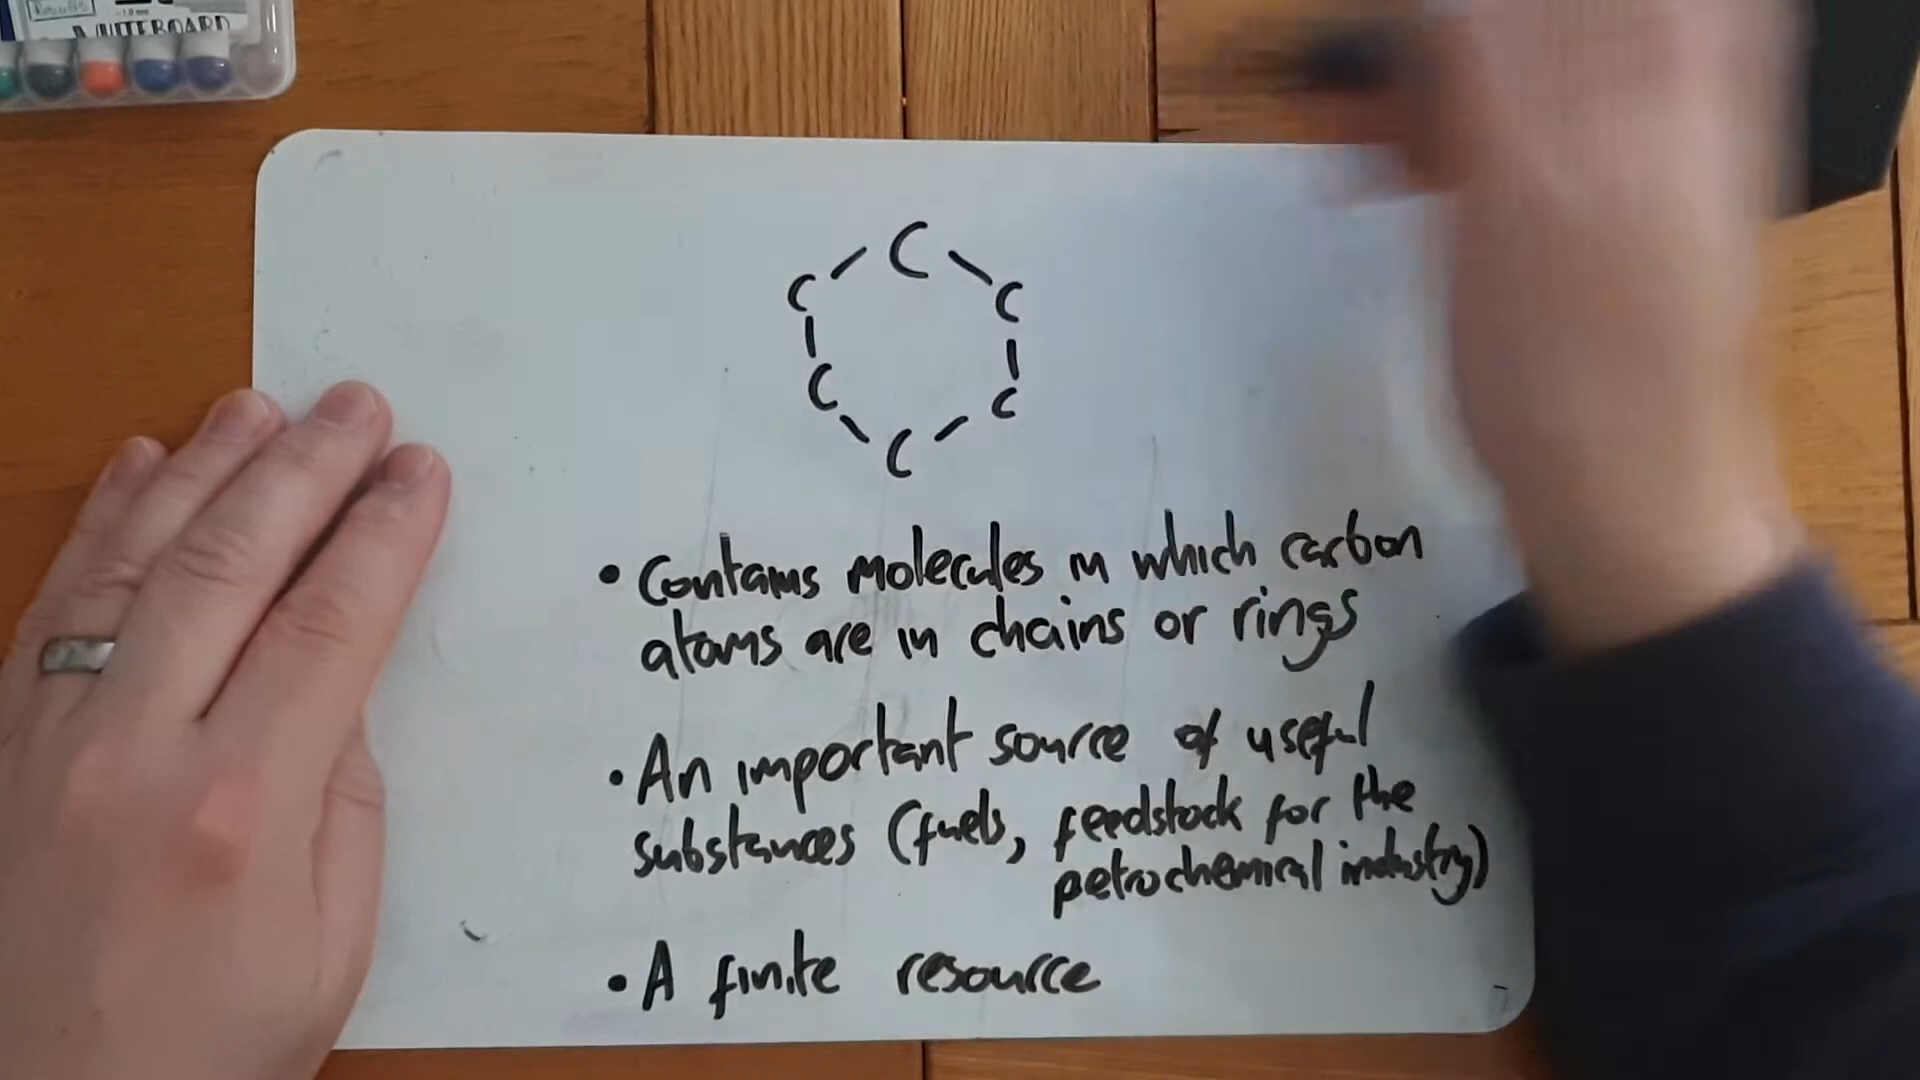 WHITEBOARD
C
C C
C C
C
• Contains molecules in which carbon
atoms are in chains or rings
• An important source of useful
substances (fuels, feedstock for the
petrochemical industry)
• A finite resource